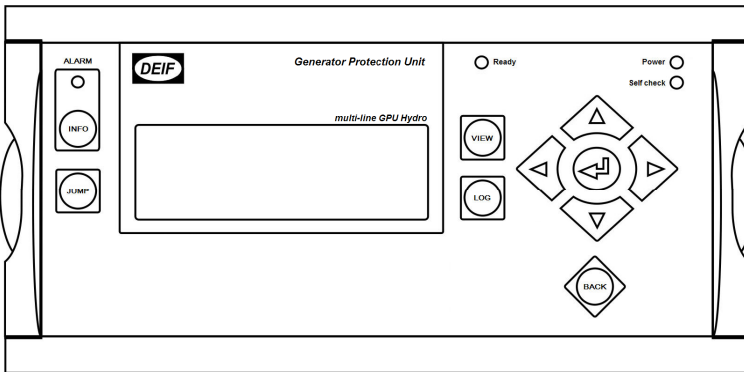 ALARM
INFO
JUMP
DEIF
Generator Protection Unit
multi-line GPU Hydro
Ready
Power
Self check
VIEW
LOG
BACK